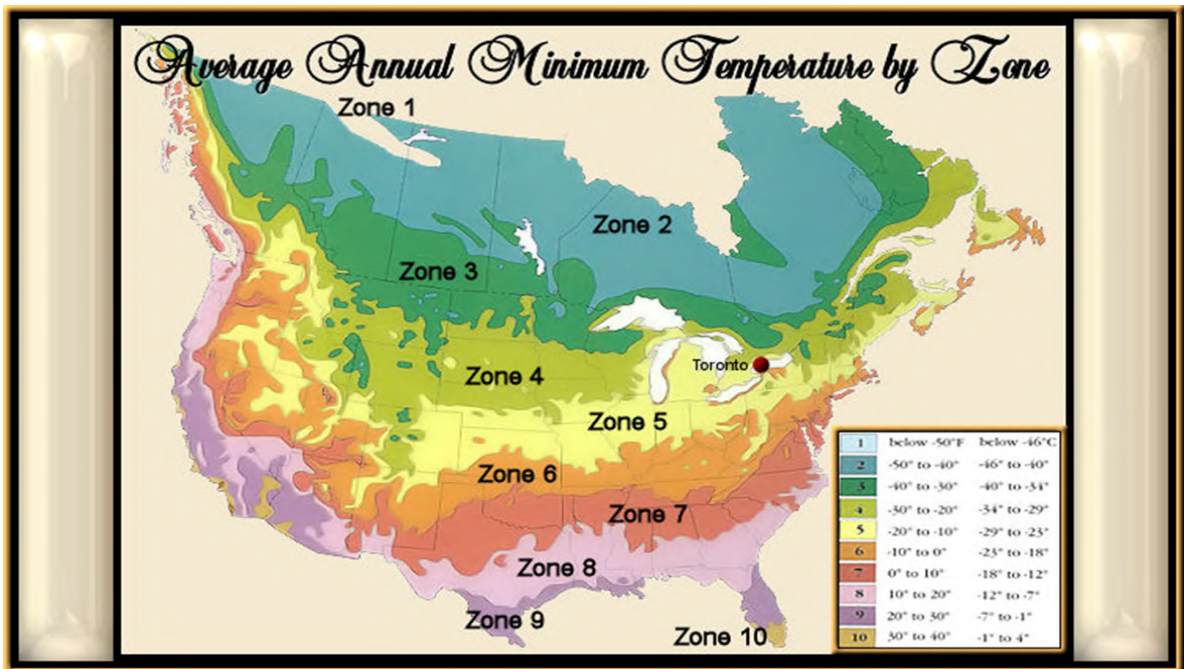 Average Annual Minimum Temperature by Zone
Zone 1
Zone 2
Zone 3
Toronto
Zone 4
Zone 5
Zone 6
Zone 7
Zone 8
Zone 9
Zone 10
1 below -50°F below -46°C
2 -50° to -40° -46° to -40°
3 -40° to -30° -40° to -34°
4 -30° to -20° -34° to -29°
5 -20° to -10° -29° to -23°
6 -10° to 0° -23° to -18°
7 0° to 10° -18° to -12°
8 10° to 20° -12° to -7°
9 20° to 30° -7° to -1°
10 30° to 40° -1° to 4°